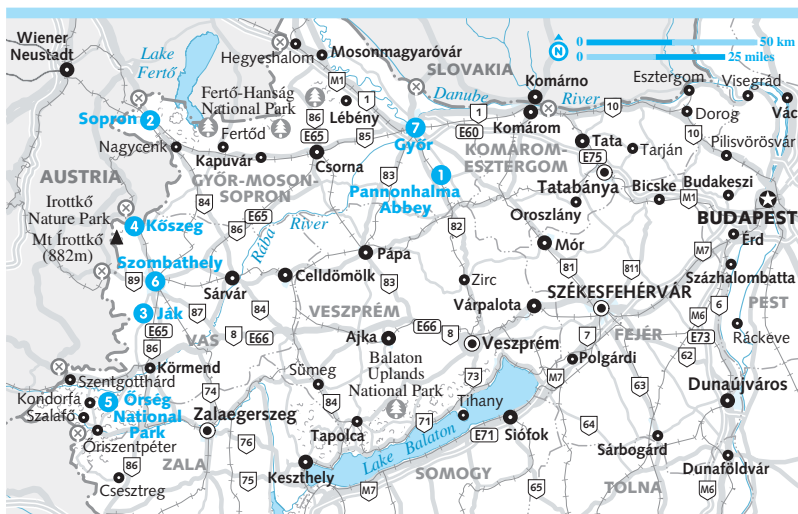 Wiener
Neustadt
Lake
Fertő
Hegyeshalom
Mosonmagyaróvár
SLOVAKIA
N
0 50 km
0 25 miles
Fertő-Hanság
National Park
M1
1
86
Lébény
Danube River
Komárno
Esztergom
Visegrád
Vác
Sopron 2
7
Győr
1
E60
10
Komárom
Dorog
10
Nagycenk
Fertőd
E65
85
Kapuvár
Csorna
KOMÁROM-
ESZTERGOM
Tata
E75
Tarján
Pilisvörösvár
AUSTRIA
GYŐR-MOSON-
SOPRON
83
1
Pannonhalma
Abbey
Tatabánya
Bicske
M1
Budakeszi
Irottkő
Nature Park
84
E65
Oroszlány
BUDAPEST
4 Kőszeg
86
Rába River
82
Mt Írottkő
(882m)
Mór
M7
Érd
Szombathely
Pápa
81
811
Százhalombatta
89
6
Sárvár
Celldömölk
83
Zirc
SZÉKESFEHÉRVÁR
3 Ják
87
84
VESZPRÉM
Várpalota
6
PEST
E65
VAS
8
E66
E66
8
M6
86
Ajka
Veszprém
7
FEJÉR
E73
Ráckeve
Körmend
Balaton
Uplands
National Park
Polgárdi
62
Szentgotthárd
Sümeg
73
M7
Kondorfa
5 Őrség
National
Park
74
84
Tihany
63
Dunaújváros
Szalafő
Zalaegerszeg
71
Őriszentpéter
Tapolca
Lake Balaton
E71
Siófok
64
76
Sárbogárd
86
ZALA
Keszthely
SOMOGY
Dunaföldvár
Csesztreg
75
M7
65
TOLNA
M6